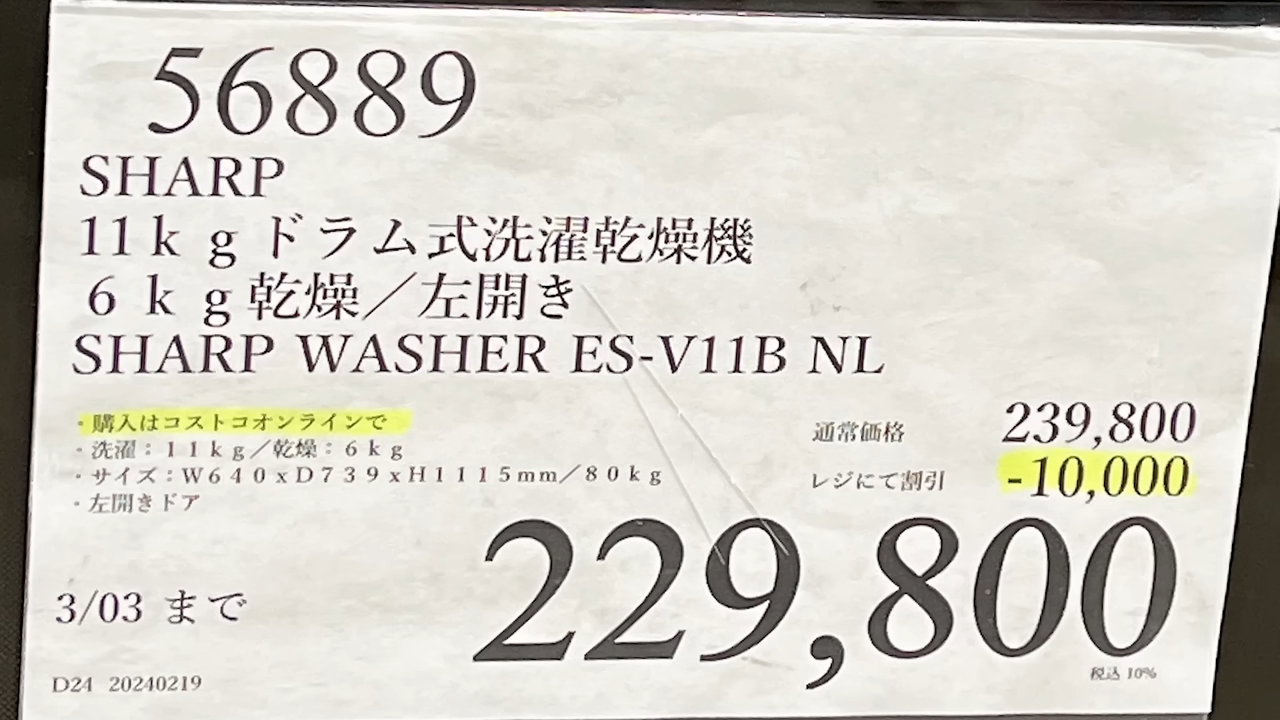 56889
SHARP
11kgドラム式洗濯乾燥機
6kg乾燥／左開き
SHARP WASHER ES-V11B NL
・購入はコストコオンラインで
・洗濯：11kg／乾燥：6kg
・サイズ：W640xD739xH1115mm／80kg
・左開きドア
通常価格 239,800
レジにて割引 -10,000
229,800
税込 10%
3/03 まで
D24 20240219